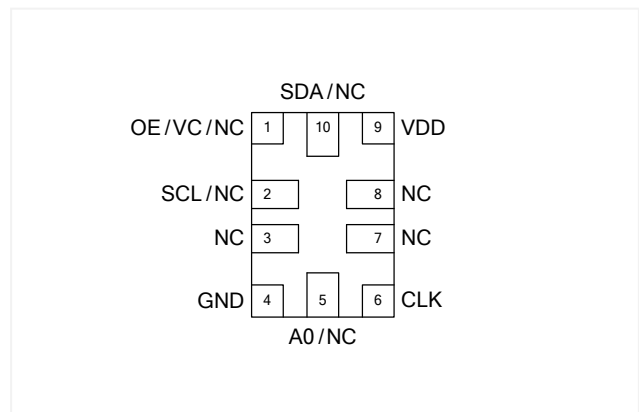 SDA/NC
OE/VC/NC 1 10 9 VDD
SCL/NC 2 8 NC
NC 3 7 NC
GND 4 5 6 CLK
A0/NC